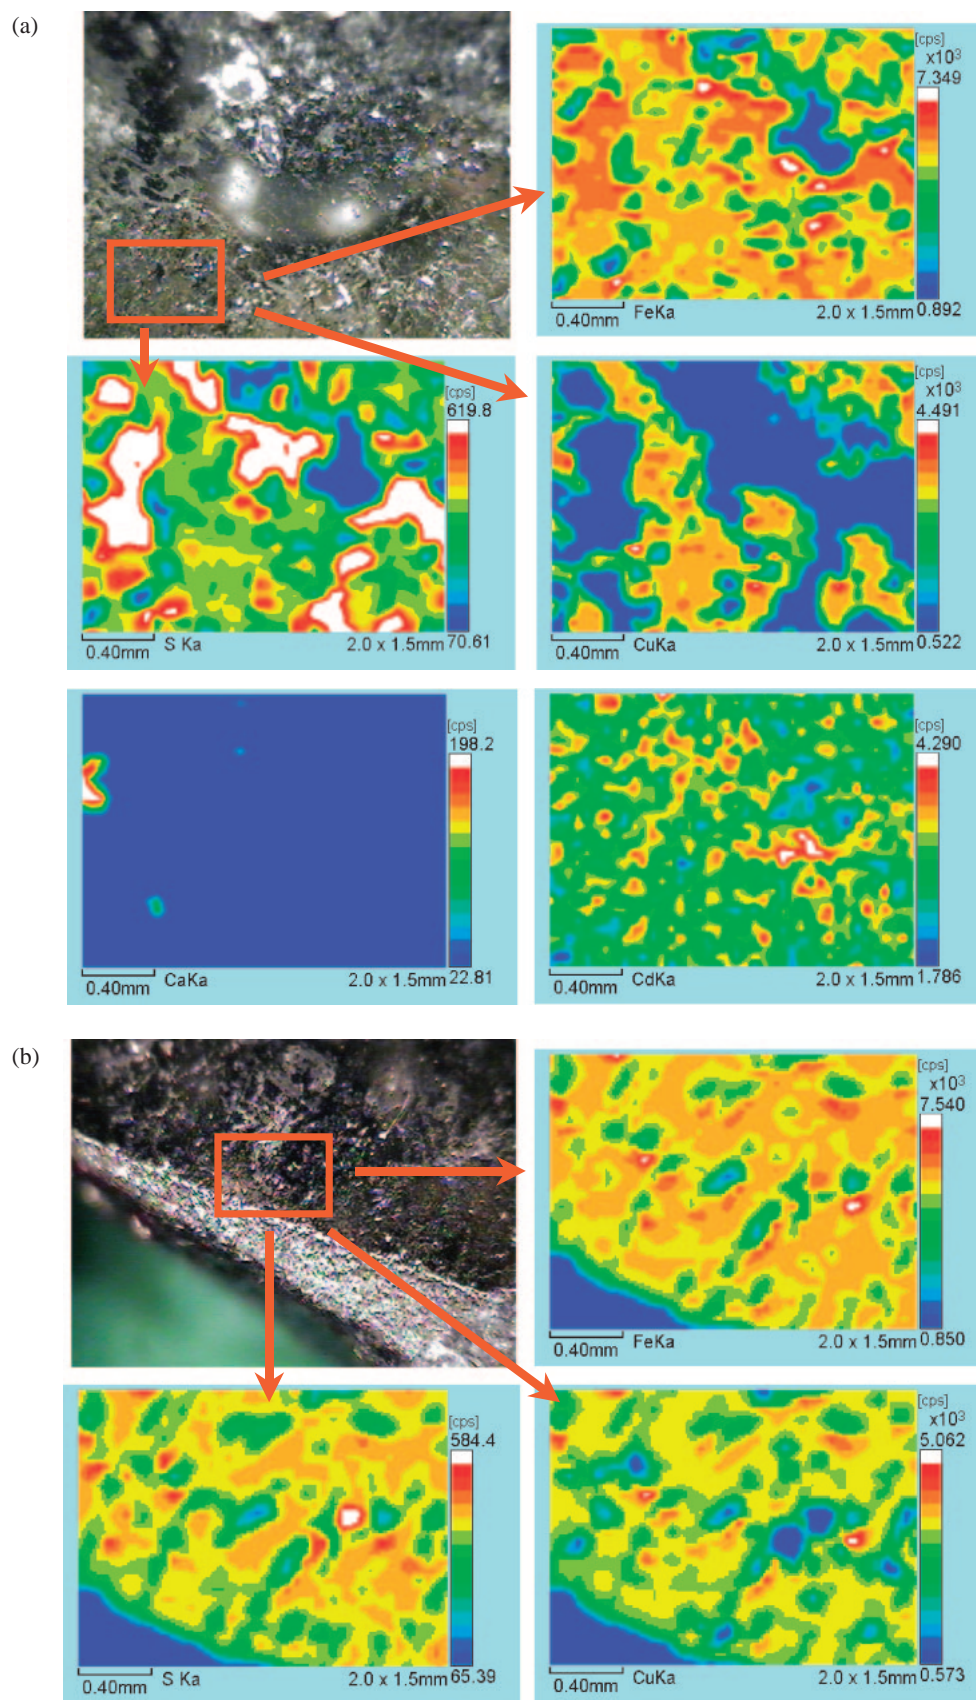 (a)
[cps]
x10³
7.349
0.892
0.40mm
FeKa
2.0 x 1.5mm
[cps]
619.8
70.61
0.40mm
S Ka
2.0 x 1.5mm
[cps]
x10³
4.491
0.522
0.40mm
CuKa
2.0 x 1.5mm
[cps]
198.2
22.81
0.40mm
CaKa
2.0 x 1.5mm
[cps]
4.290
1.786
0.40mm
CdKa
2.0 x 1.5mm
(b)
[cps]
x10³
7.540
0.850
0.40mm
FeKa
2.0 x 1.5mm
[cps]
584.4
65.39
0.40mm
S Ka
2.0 x 1.5mm
[cps]
x10³
5.062
0.573
0.40mm
CuKa
2.0 x 1.5mm